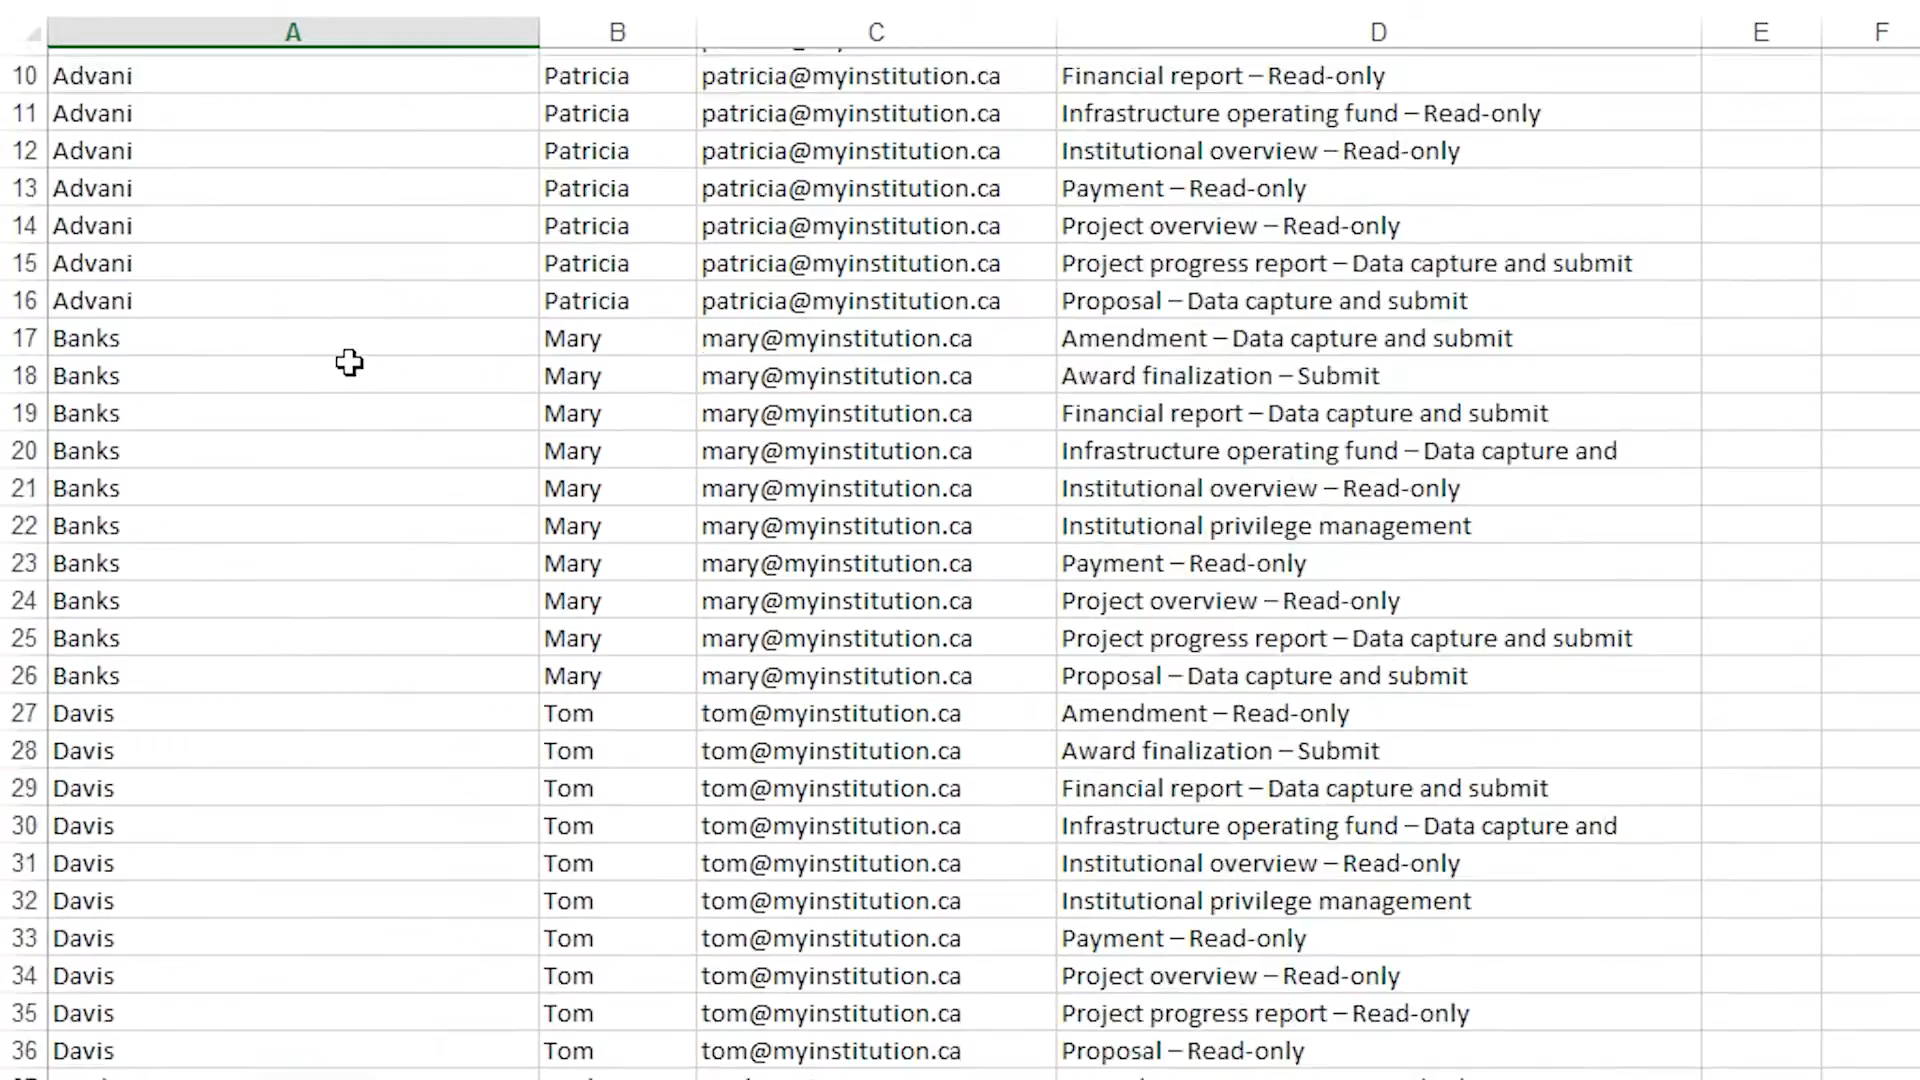 A B C D E F
10 Advani Patricia patricia@myinstitution.ca Financial report – Read-only
11 Advani Patricia patricia@myinstitution.ca Infrastructure operating fund – Read-only
12 Advani Patricia patricia@myinstitution.ca Institutional overview – Read-only
13 Advani Patricia patricia@myinstitution.ca Payment – Read-only
14 Advani Patricia patricia@myinstitution.ca Project overview – Read-only
15 Advani Patricia patricia@myinstitution.ca Project progress report – Data capture and submit
16 Advani Patricia patricia@myinstitution.ca Proposal – Data capture and submit
17 Banks Mary mary@myinstitution.ca Amendment – Data capture and submit
18 Banks Mary mary@myinstitution.ca Award finalization – Submit
19 Banks Mary mary@myinstitution.ca Financial report – Data capture and submit
20 Banks Mary mary@myinstitution.ca Infrastructure operating fund – Data capture and
21 Banks Mary mary@myinstitution.ca Institutional overview – Read-only
22 Banks Mary mary@myinstitution.ca Institutional privilege management
23 Banks Mary mary@myinstitution.ca Payment – Read-only
24 Banks Mary mary@myinstitution.ca Project overview – Read-only
25 Banks Mary mary@myinstitution.ca Project progress report – Data capture and submit
26 Banks Mary mary@myinstitution.ca Proposal – Data capture and submit
27 Davis Tom tom@myinstitution.ca Amendment – Read-only
28 Davis Tom tom@myinstitution.ca Award finalization – Submit
29 Davis Tom tom@myinstitution.ca Financial report – Data capture and submit
30 Davis Tom tom@myinstitution.ca Infrastructure operating fund – Data capture and
31 Davis Tom tom@myinstitution.ca Institutional overview – Read-only
32 Davis Tom tom@myinstitution.ca Institutional privilege management
33 Davis Tom tom@myinstitution.ca Payment – Read-only
34 Davis Tom tom@myinstitution.ca Project overview – Read-only
35 Davis Tom tom@myinstitution.ca Project progress report – Read-only
36 Davis Tom tom@myinstitution.ca Proposal – Read-only